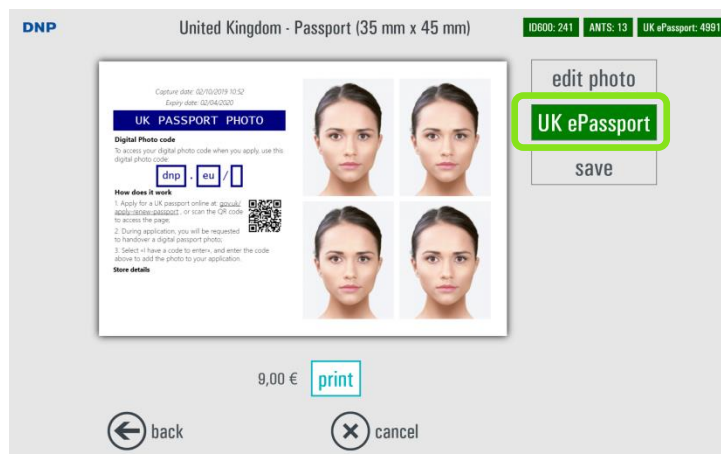 DNP
United Kingdom - Passport (35 mm x 45 mm)
ID600: 241
ANTS: 13
UK ePassport: 4991
Capture date: 02/10/2019 10:52
Expiry date: 02/04/2020
UK PASSPORT PHOTO
Digital Photo code
To access your digital photo code when you apply, use this
digital photo code:
dnp . eu /
How does it work
1. Apply for a UK passport online at: gov.uk/
apply-renew-passport , or scan the QR code
to access the page;
2. During application, you will be requested
to handover a digital passport photo;
3. Select «I have a code to enter», and enter the code
above to add the photo to your application.
Store details
edit photo
UK ePassport
save
9,00 €
print
back
cancel